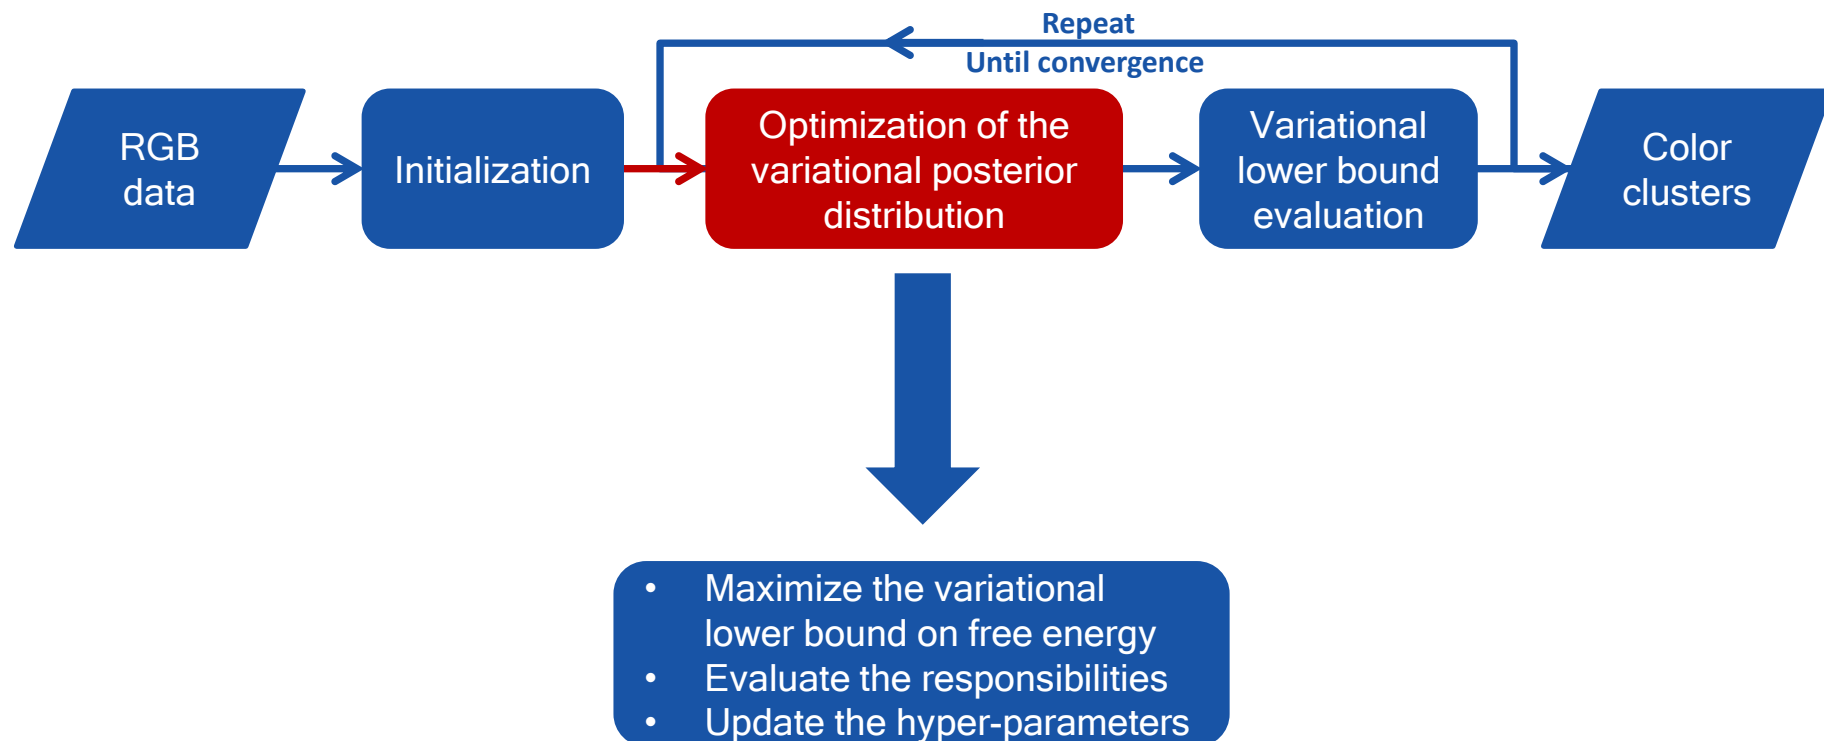 Repeat
Until convergence
RGB
data
Initialization
Optimization of the
variational posterior
distribution
Variational
lower bound
evaluation
Color
clusters
• Maximize the variational
lower bound on free energy
• Evaluate the responsibilities
• Update the hyper-parameters